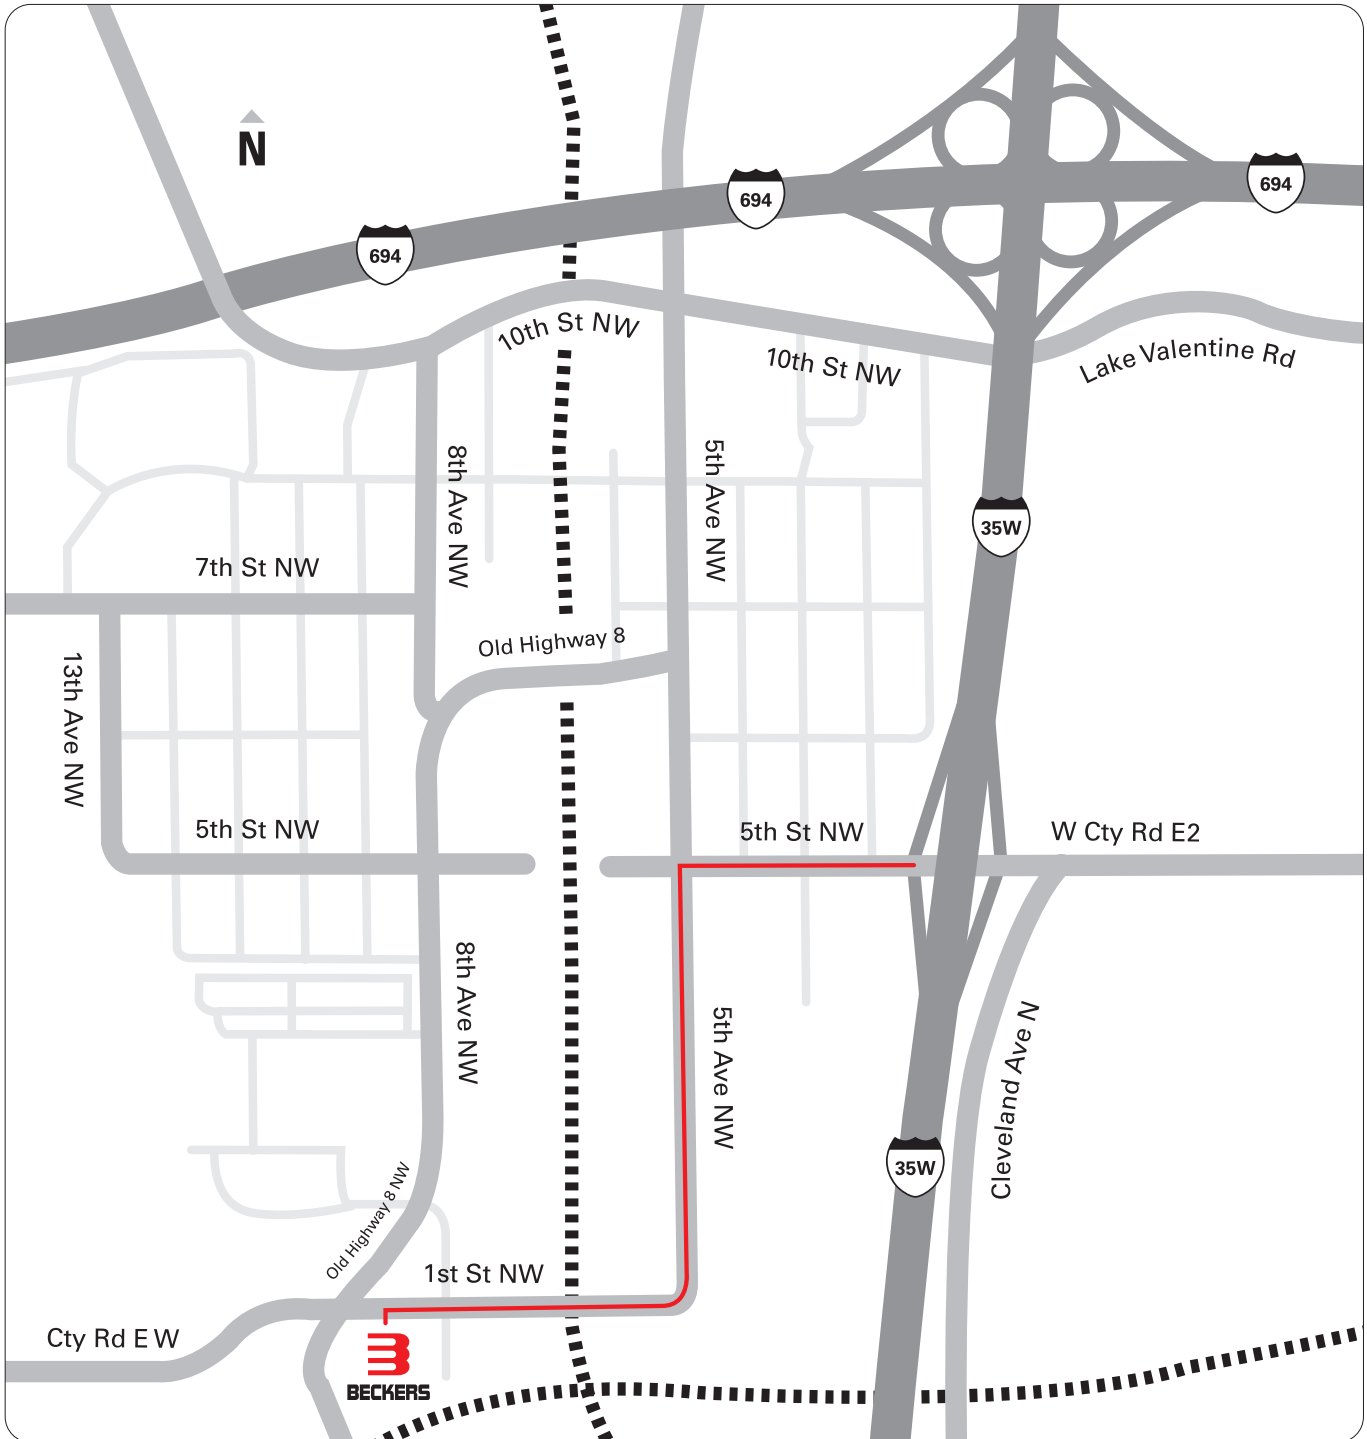 N
694
694
694
10th St NW
10th St NW
Lake Valentine Rd
8th Ave NW
5th Ave NW
35W
7th St NW
Old Highway 8
13th Ave NW
5th St NW
5th St NW
W Cty Rd E2
8th Ave NW
5th Ave NW
Cleveland Ave N
35W
Old Highway 8 NW
1st St NW
Cty Rd E W
BECKERS